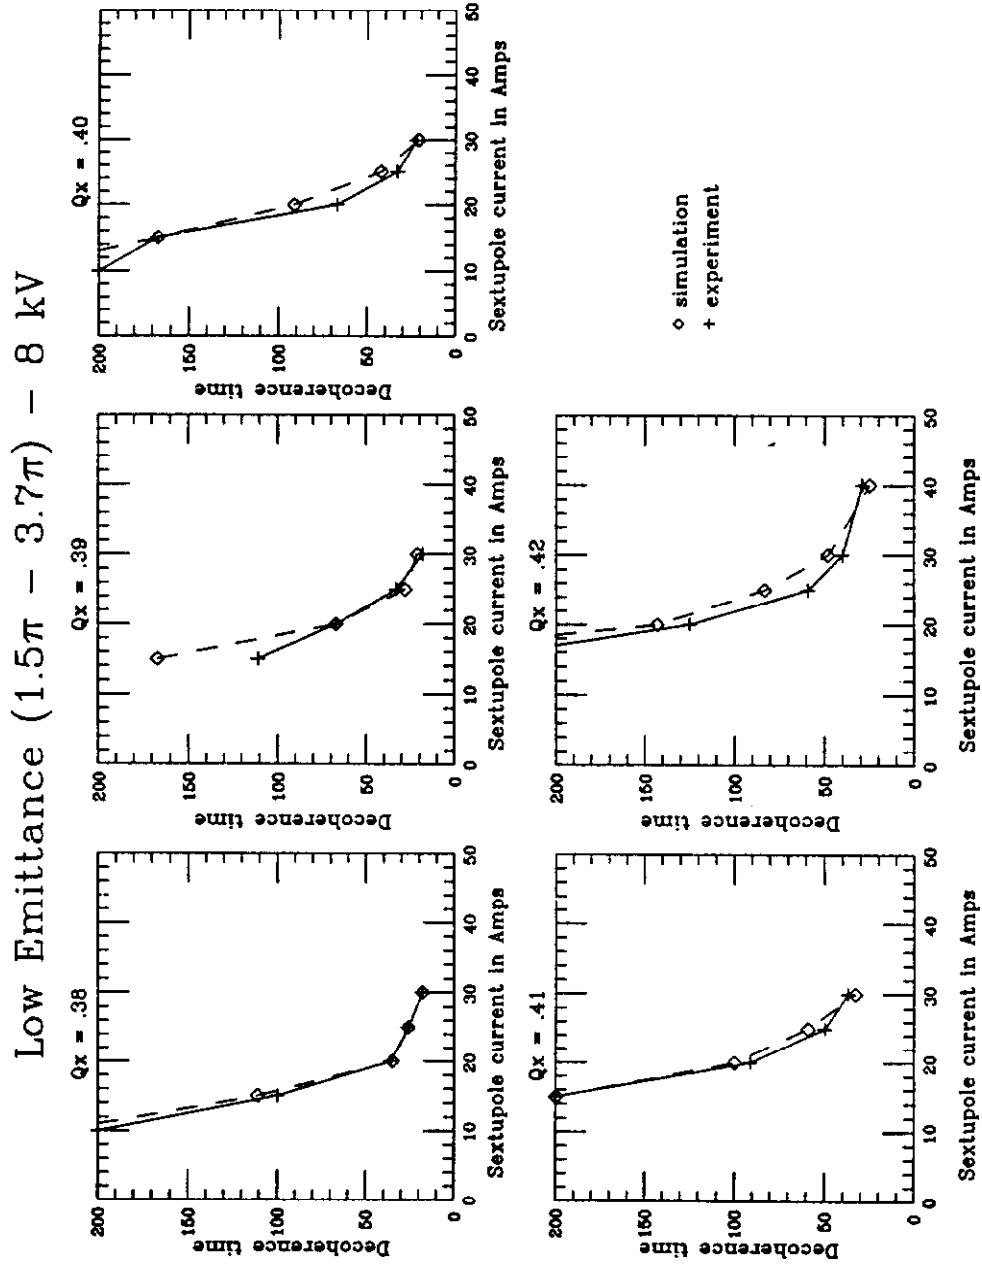 Low Emittance (1.5π − 3.7π) − 8 kV
Qx = .38
200
150
100
50
0
Decoherence time
0 10 20 30 40 50
Sextupole current in Amps
Qx = .39
200
150
100
50
0
Decoherence time
0 10 20 30 40 50
Sextupole current in Amps
Qx = .40
200
150
100
50
0
Decoherence time
0 10 20 30 40 50
Sextupole current in Amps
Qx = .41
200
150
100
50
0
Decoherence time
0 10 20 30 40 50
Sextupole current in Amps
Qx = .42
200
150
100
50
0
Decoherence time
0 10 20 30 40 50
Sextupole current in Amps
◇ simulation
+ experiment